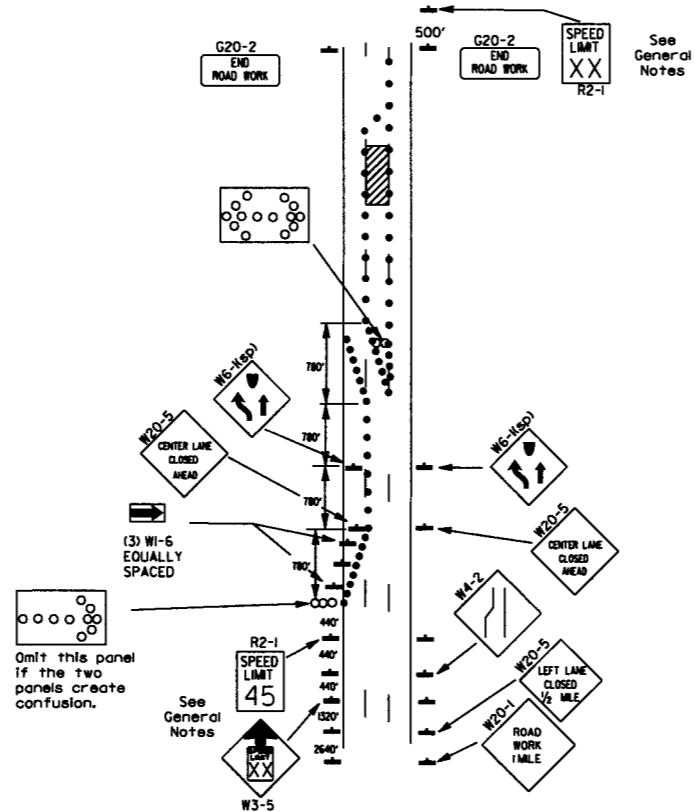 G20-2
END
ROAD WORK
500'
G20-2
END
ROAD WORK
SPEED
LIMIT
XX
R2-1
See
General
Notes
780'
W6-1(sp)
780'
W20-5
CENTER LANE
CLOSED
AHEAD
780'
W6-1(sp)
(3) W1-6
EQUALLY
SPACED
780'
W20-5
CENTER LANE
CLOSED
AHEAD
Omit this panel
if the two
panels create
confusion.
440'
R2-1
SPEED
LIMIT
45
440'
W4-2
See
General
Notes
440'
1320'
2640'
W20-5
LEFT LANE
CLOSED
1/2 MILE
W20-1
ROAD
WORK
1 MILE
LIMIT
XX
W3-5